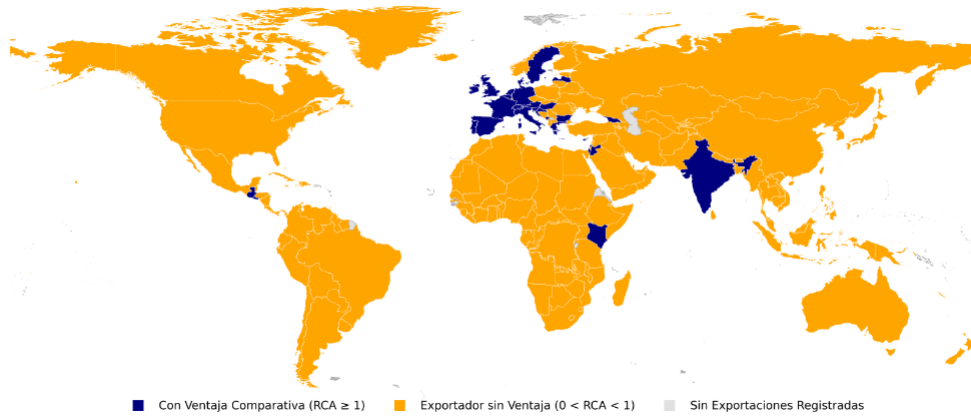 Con Ventaja Comparativa (RCA ≥ 1)
Exportador sin Ventaja (0 < RCA < 1)
Sin Exportaciones Registradas